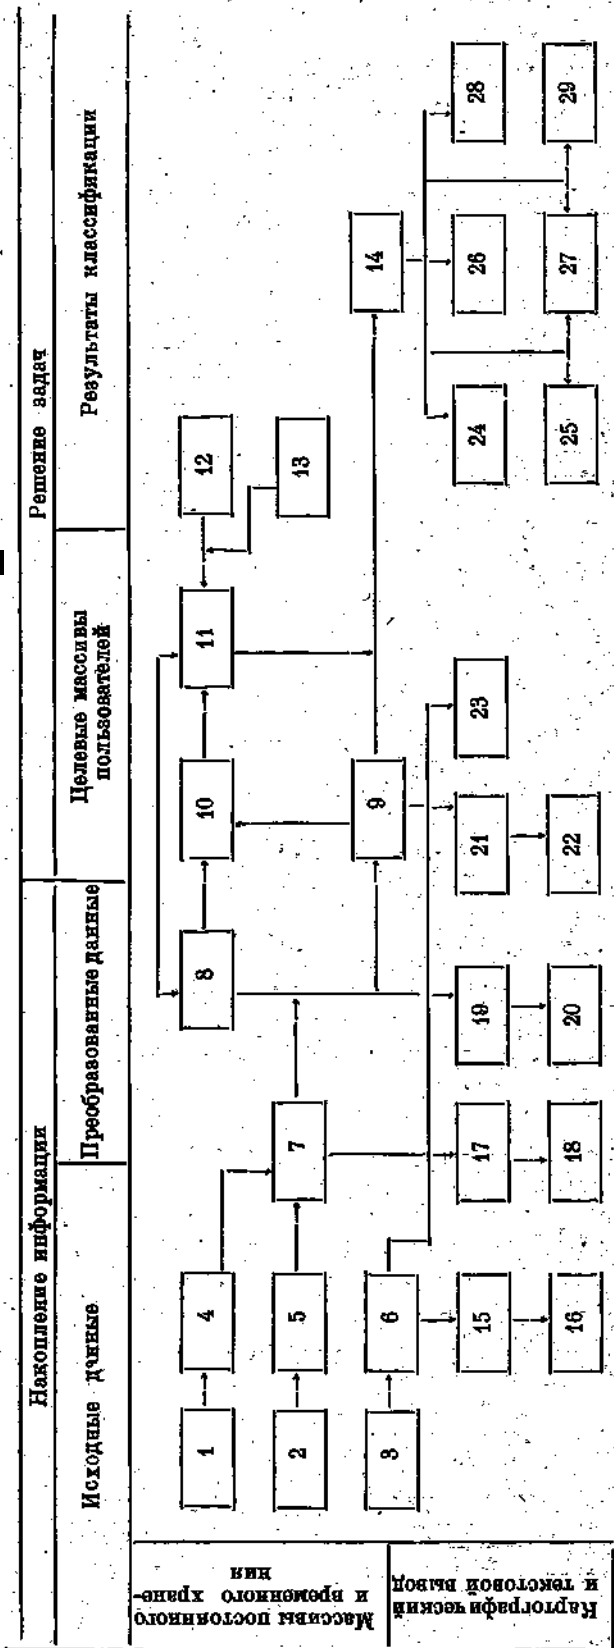 Накопление информации
Решение задач
Исходные данные
Преобразованные данные
Целевые массивы
пользователей
Результаты классификации
Массивы постоянного
и временного хране-
ния
Картографический
и текстовой вывод
1
2
3
4
5
6
7
8
9
10
11
12
13
14
15
16
17
18
19
20
21
22
23
24
25
26
27
28
29